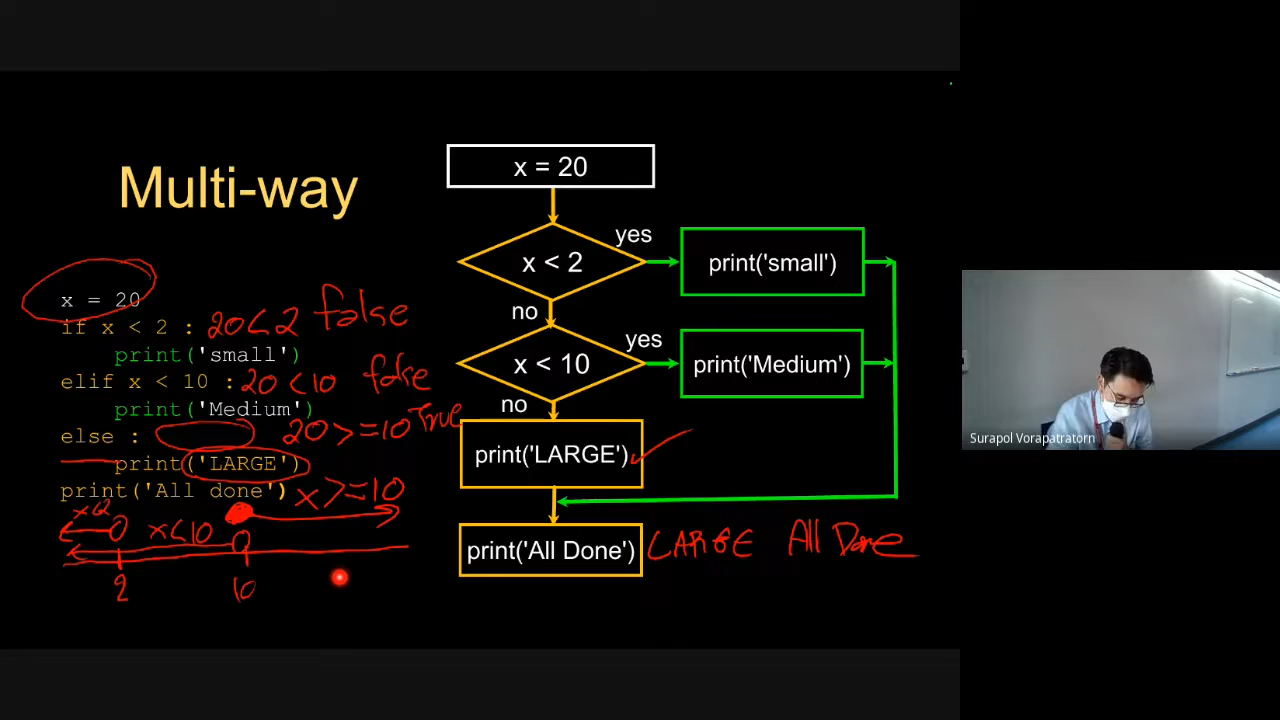 Multi-way
x = 20
if x < 2 : 20<2 false
print('small')
elif x < 10 : 20<10 false
print('Medium')
else : 20>=10 True
print('LARGE')
print('All done') x>=10
x<2
x<10
2 10
x = 20
x < 2
yes
print('small')
no
x < 10
yes
print('Medium')
no
print('LARGE')
print('All Done') LARGE All Done
Surapol Vorapatratorn